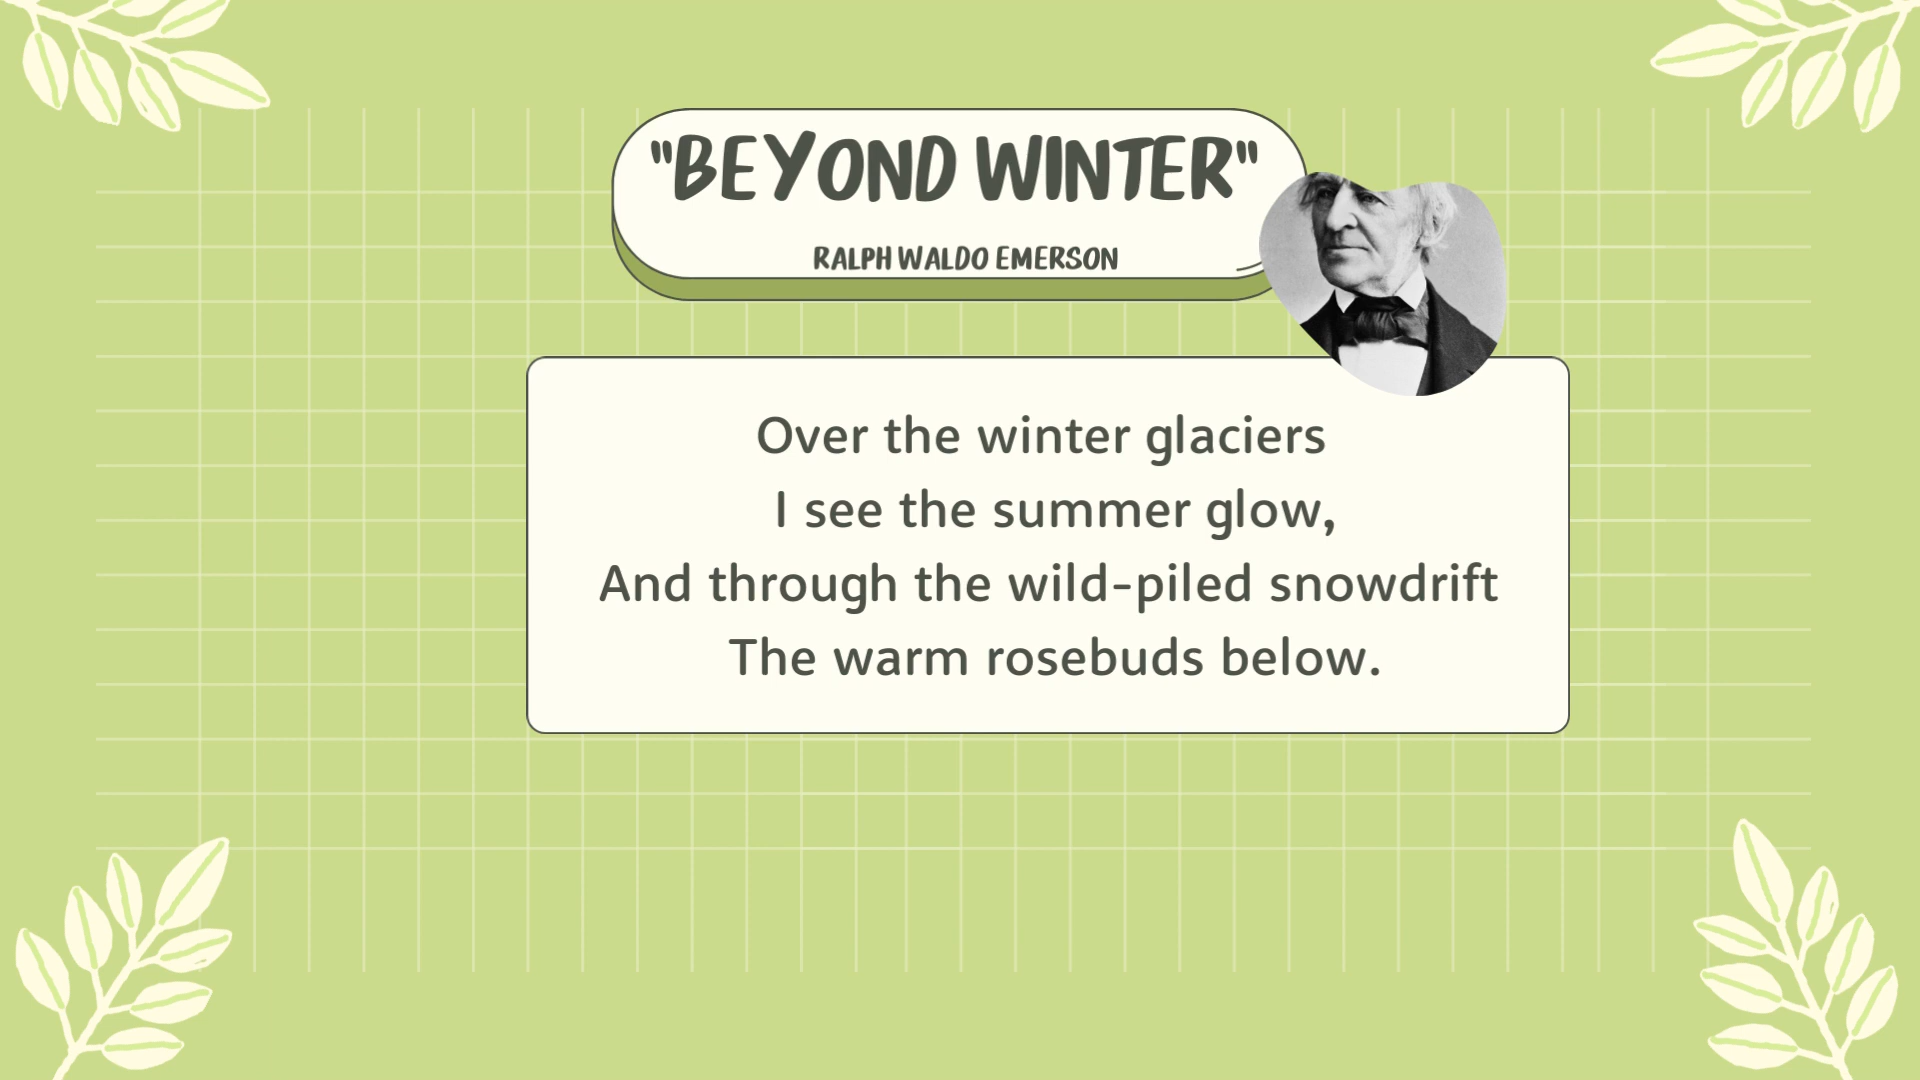 "BEYOND WINTER"
RALPH WALDO EMERSON
Over the winter glaciers
I see the summer glow,
And through the wild-piled snowdrift
The warm rosebuds below.